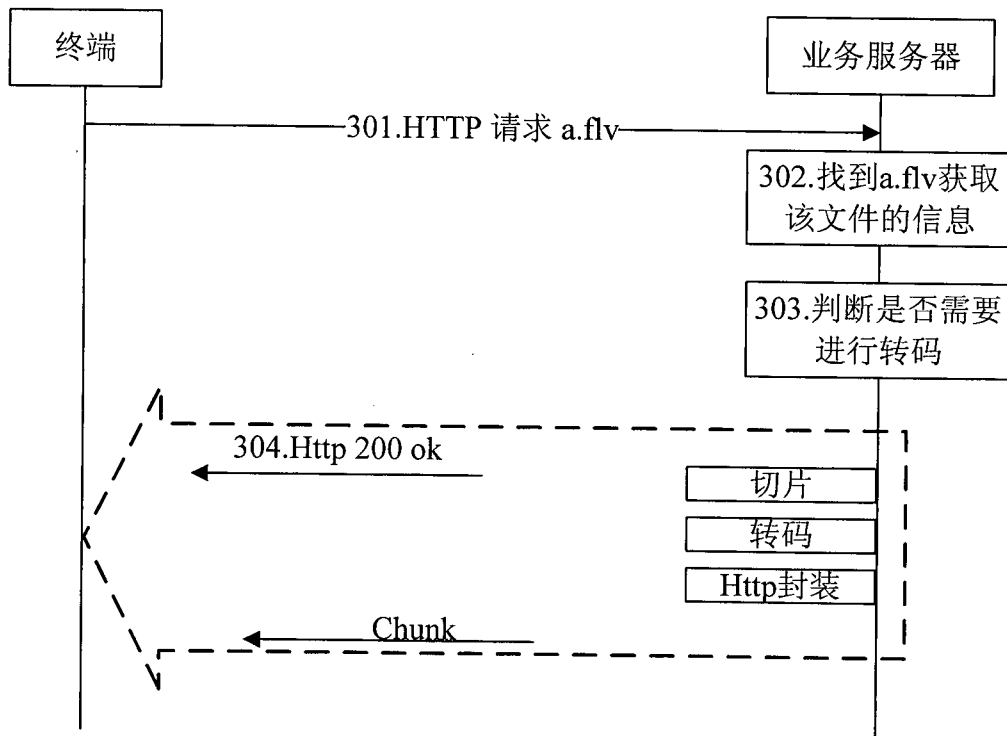 终端
业务服务器
301.HTTP 请求 a.flv
302.找到a.flv获取
该文件的信息
303.判断是否需要
进行转码
304.Http 200 ok
切片
转码
Http封装
Chunk